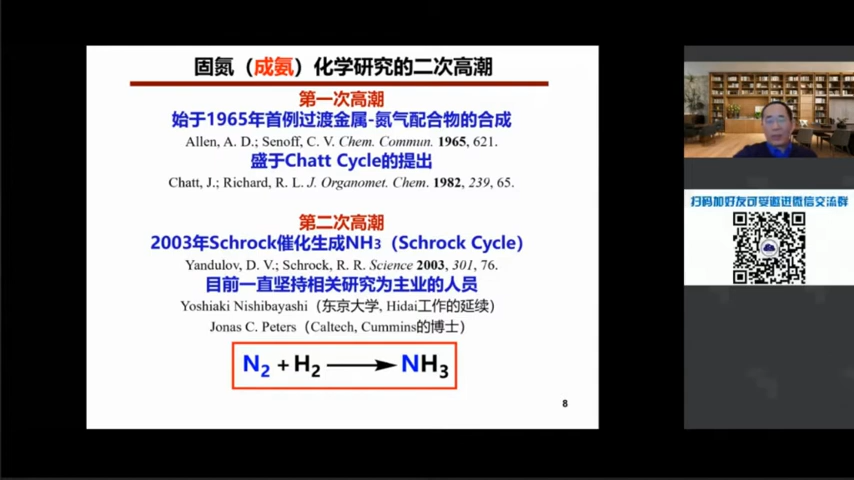 固氮（成氨）化学研究的二次高潮
第一次高潮
始于1965年首例过渡金属-氮气配合物的合成
Allen, A. D.; Senoff, C. V. Chem. Commun. 1965, 621.
盛于Chatt Cycle的提出
Chatt, J.; Richard, R. L. J. Organomet. Chem. 1982, 239, 65.
第二次高潮
2003年Schrock催化生成NH3（Schrock Cycle）
Yandulov, D. V.; Schrock, R. R. Science 2003, 301, 76.
目前一直坚持相关研究为主业的人员
Yoshiaki Nishibayashi（东京大学, Hidai工作的延续）
Jonas C. Peters（Caltech, Cummins的博士）
N2 + H2 ⟶ NH3
8
扫码加好友可受邀进微信交流群